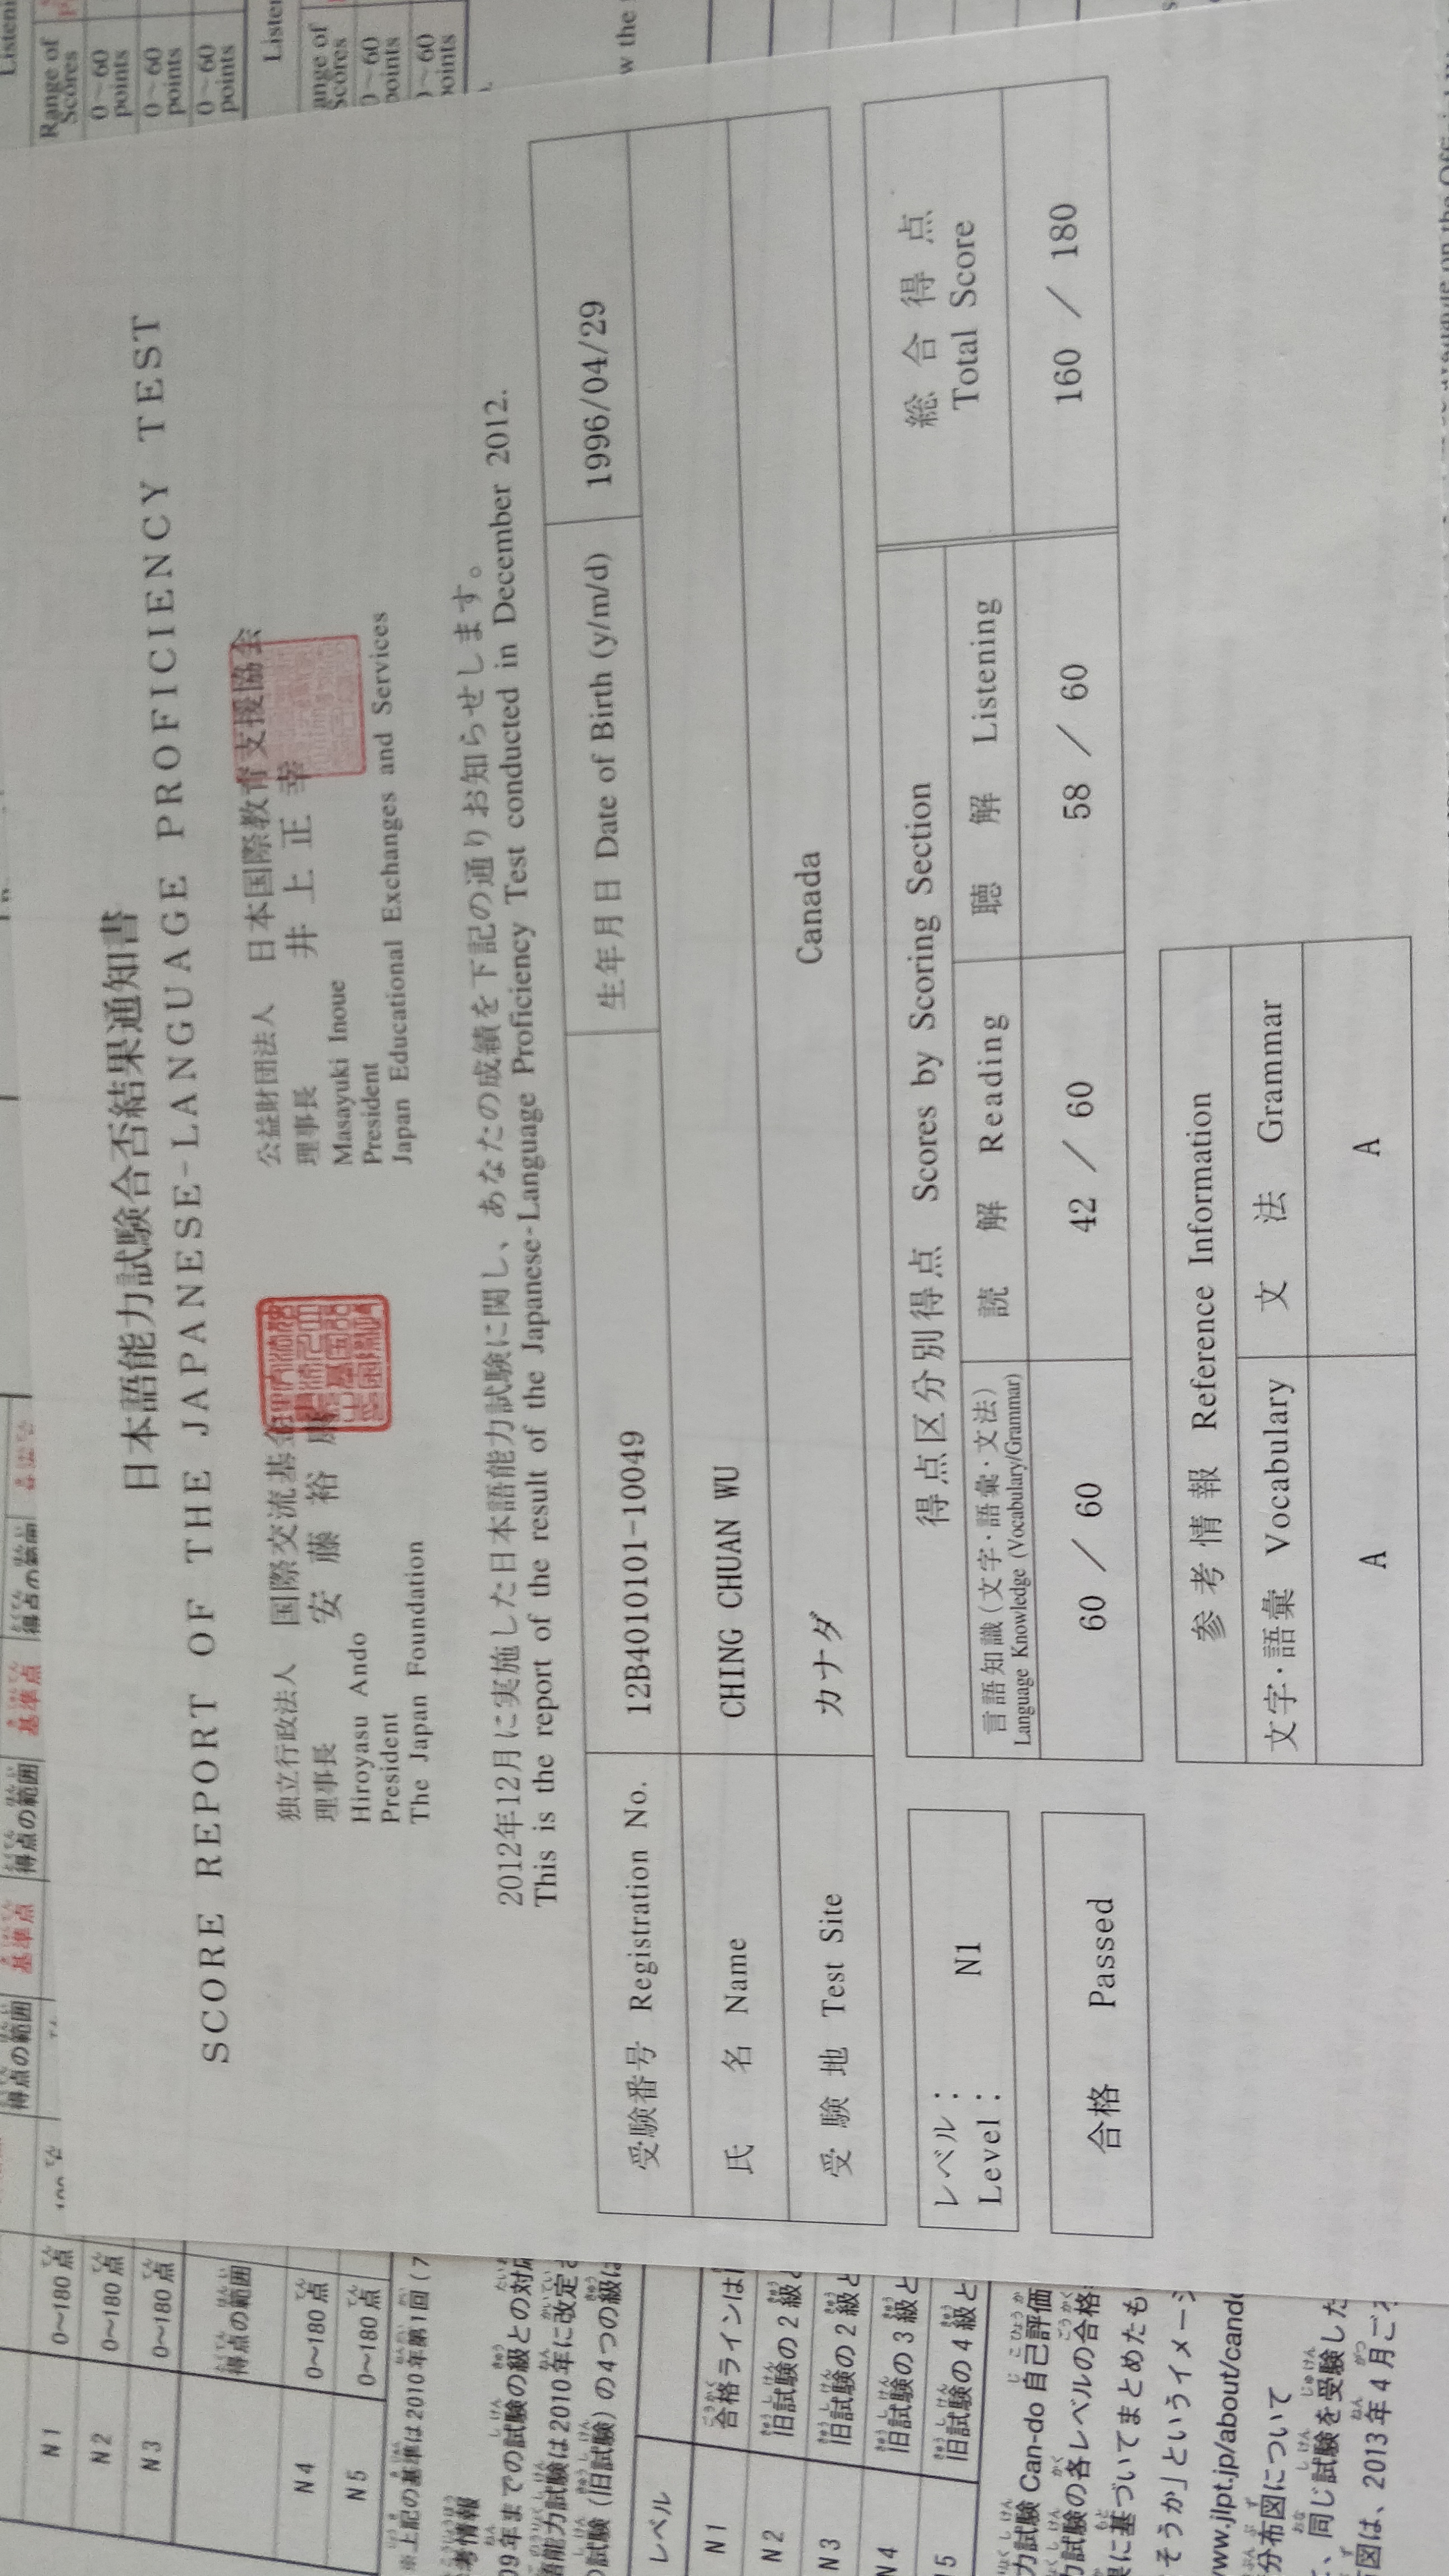 得点の範囲 基準点 得点の範囲 基準点 得点の範囲 基準点
N1 0～180点
N2 0～180点
N3 0～180点
得点の範囲
N4 0～180点
N5 0～180点
※上記の基準は2010年第1回（7
考情報
09年までの試験の級との対応
語能力試験は2010年に改定さ
の試験（旧試験）の4つの級は
レベル
N1 合格ラインは
N2 旧試験の2級と
N3 旧試験の2級と
N4 旧試験の3級と
5 旧試験の4級と
力試験 Can-do 自己評価
力試験の各レベルの合格
果に基づいてまとめたも
そうか」というイメージ
www.jlpt.jp/about/cando
分布図について
、同じ試験を受験した
図は、2013年4月ごろ
日本語能力試験合否結果通知書
SCORE REPORT OF THE JAPANESE-LANGUAGE PROFICIENCY TEST
独立行政法人 国際交流基金
理事長 安藤裕康
Hiroyasu Ando
President
The Japan Foundation
公益財団法人 日本国際教育支援協会
理事長 井上正幸
Masayuki Inoue
President
Japan Educational Exchanges and Services
2012年12月に実施した日本語能力試験に関し、あなたの成績を下記の通りお知らせします。
This is the report of the result of the Japanese-Language Proficiency Test conducted in December 2012.
受験番号 Registration No. 12B4010101-10049 生年月日 Date of Birth (y/m/d) 1996/04/29
氏 名 Name CHING CHUAN WU
受 験 地 Test Site カナダ Canada
レベル：
Level： N1
合格 Passed
得点区分別得点 Scores by Scoring Section
総 合 得 点
Total Score
言語知識(文字・語彙・文法)
Language Knowledge (Vocabulary/Grammar)
読 解 Reading
聴 解 Listening
60 ／ 60 42 ／ 60 58 ／ 60 160 ／ 180
参 考 情 報 Reference Information
文字・語彙 Vocabulary 文 法 Grammar
A A
Range of
Scores
0～60
points
0～60
points
0～60
points
Scores
0～60
points
0～60
points
w the